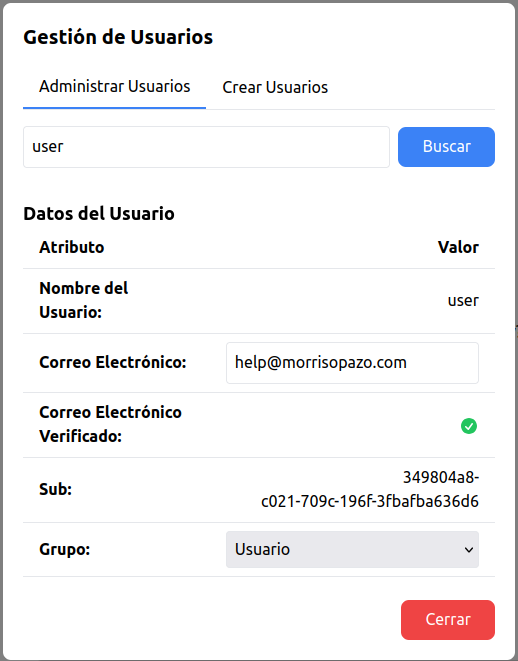 Gestión de Usuarios
Administrar Usuarios Crear Usuarios
user Buscar
Datos del Usuario
Atributo Valor
Nombre del
Usuario: user
Correo Electrónico: help@morrisopazo.com
Correo Electrónico
Verificado:
Sub: 349804a8-
c021-709c-196f-3fbafba636d6
Grupo: Usuario
Cerrar